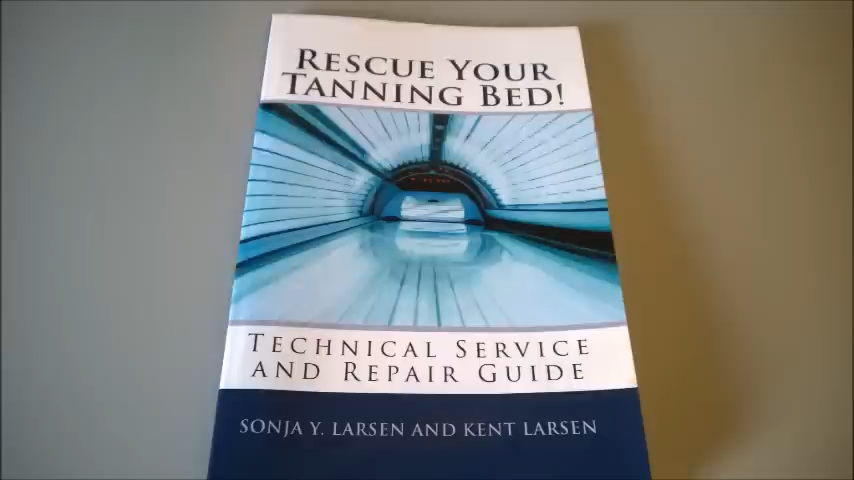 RESCUE YOUR
TANNING BED!
TECHNICAL SERVICE
AND REPAIR GUIDE
SONJA Y. LARSEN AND KENT LARSEN